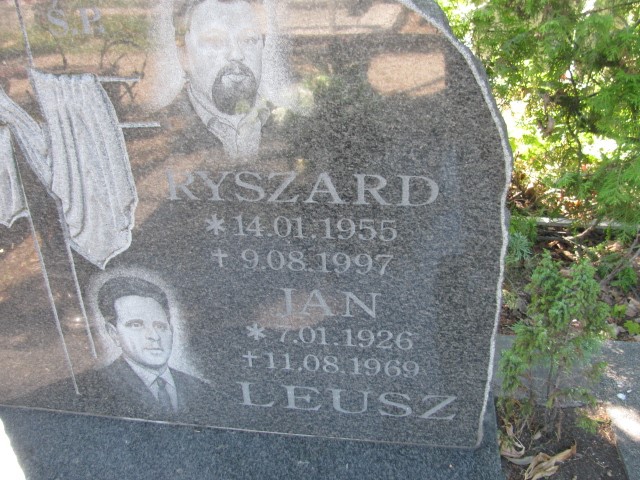 Ś.P.
RYSZARD
* 14.01.1955
† 9.08.1997
JAN
* 7.01.1926
† 11.08.1969
LEUSZ